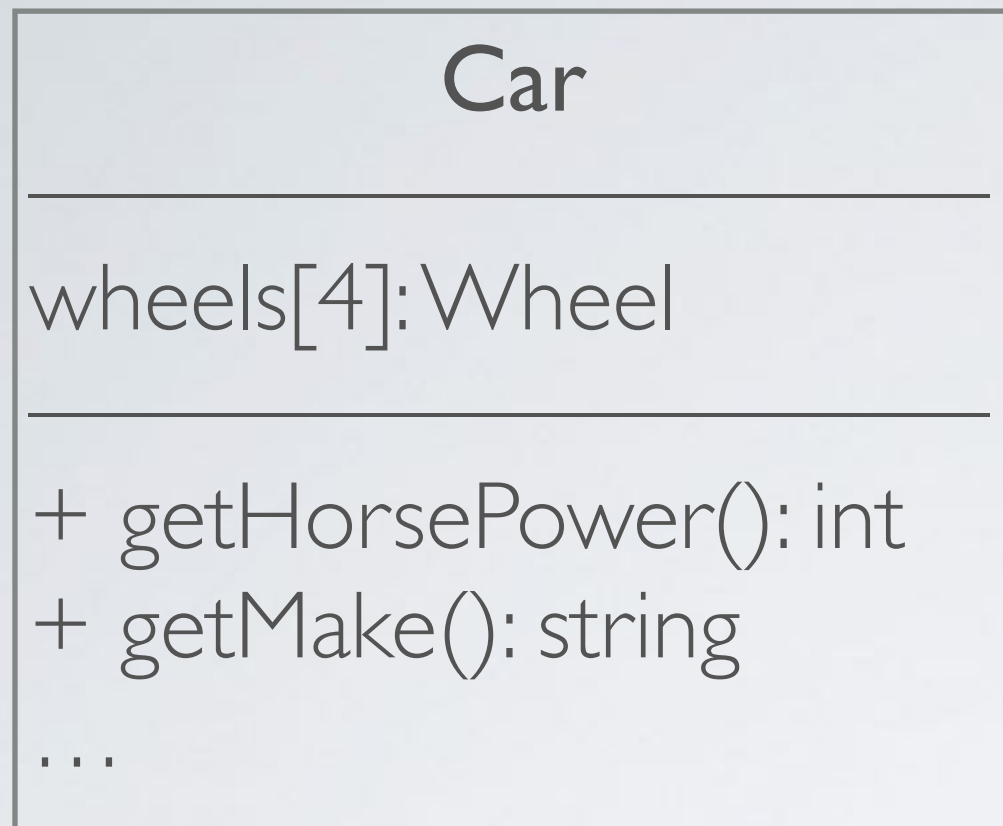 Car
wheels[4]: Wheel
+ getHorsePower(): int
+ getMake(): string
...